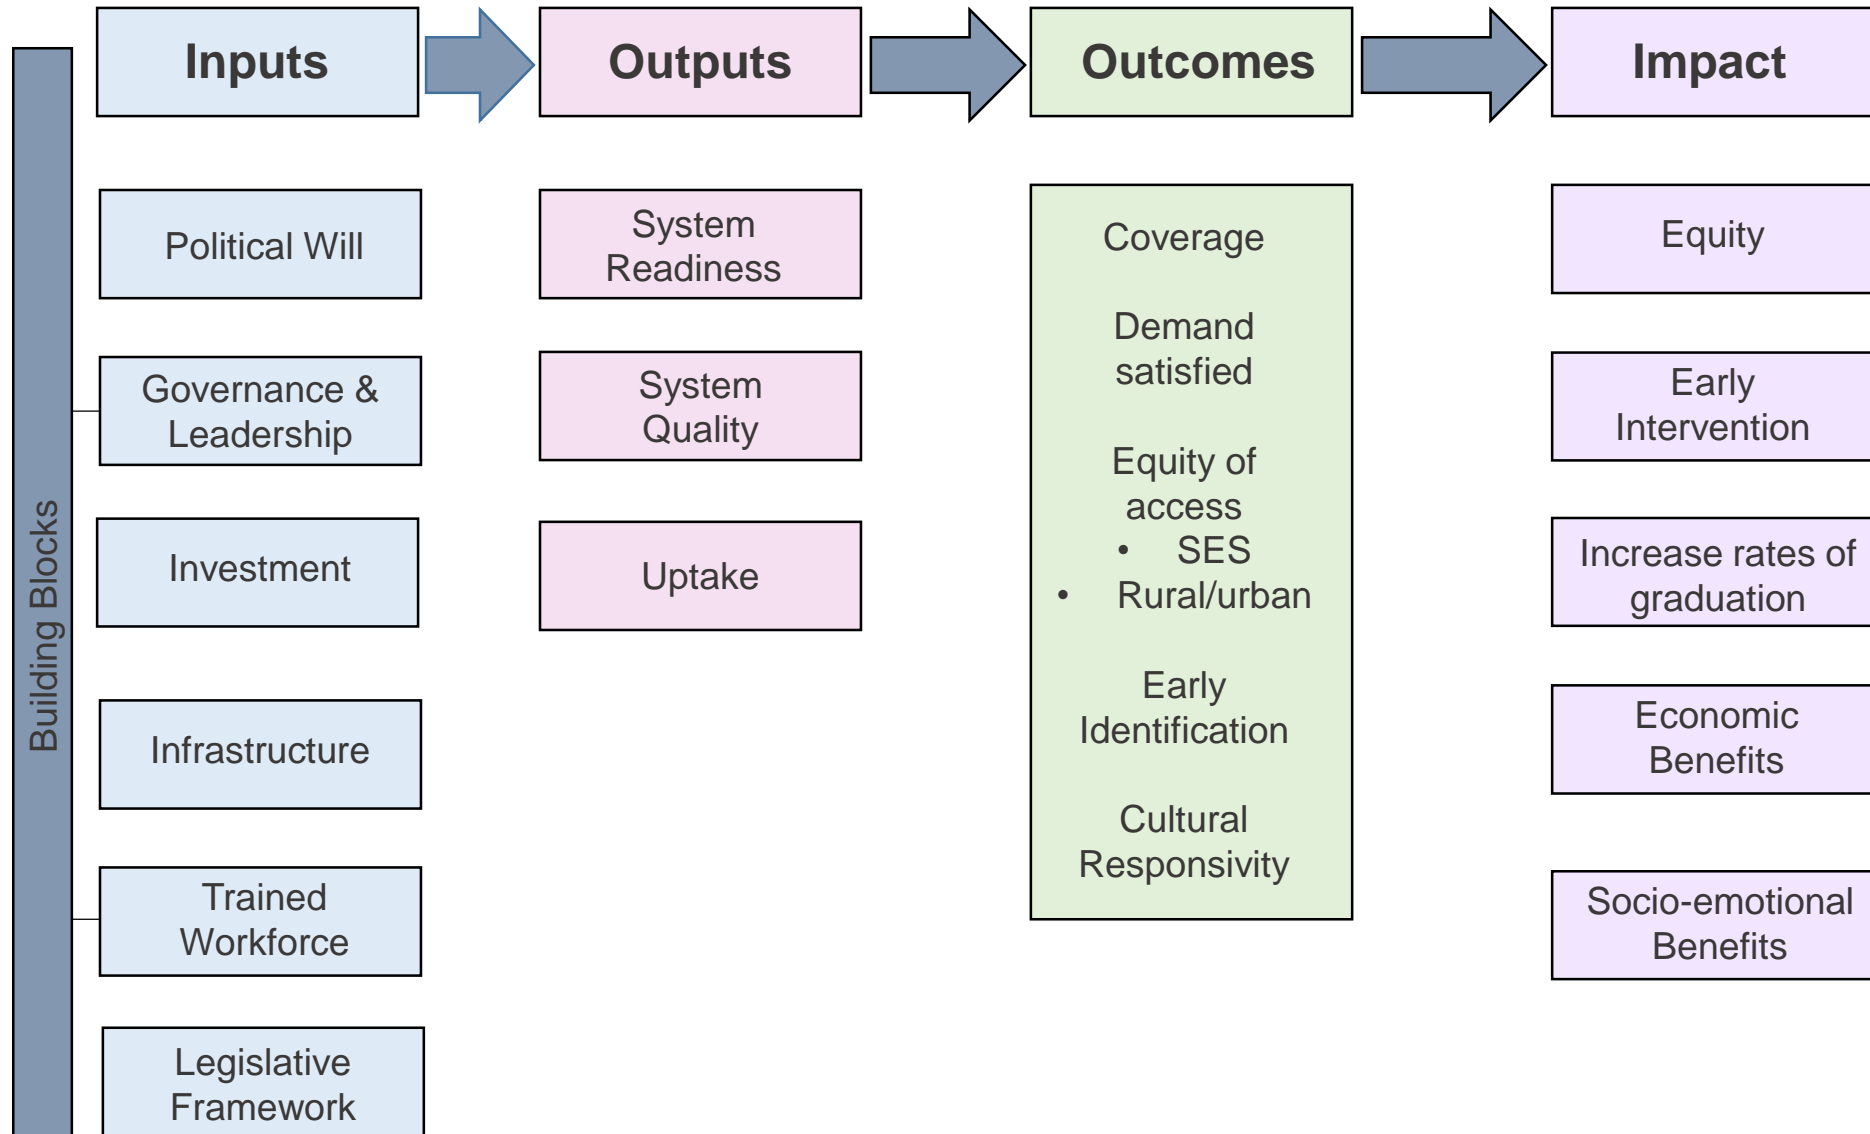 Inputs
Outputs
Outcomes
Impact
Building Blocks
Political Will
Governance &
Leadership
Investment
Infrastructure
Trained
Workforce
Legislative
Framework
System
Readiness
System
Quality
Uptake
Coverage
Demand
satisfied
Equity of
access
• SES
• Rural/urban
Early
Identification
Cultural
Responsivity
Equity
Early
Intervention
Increase rates of
graduation
Economic
Benefits
Socio-emotional
Benefits